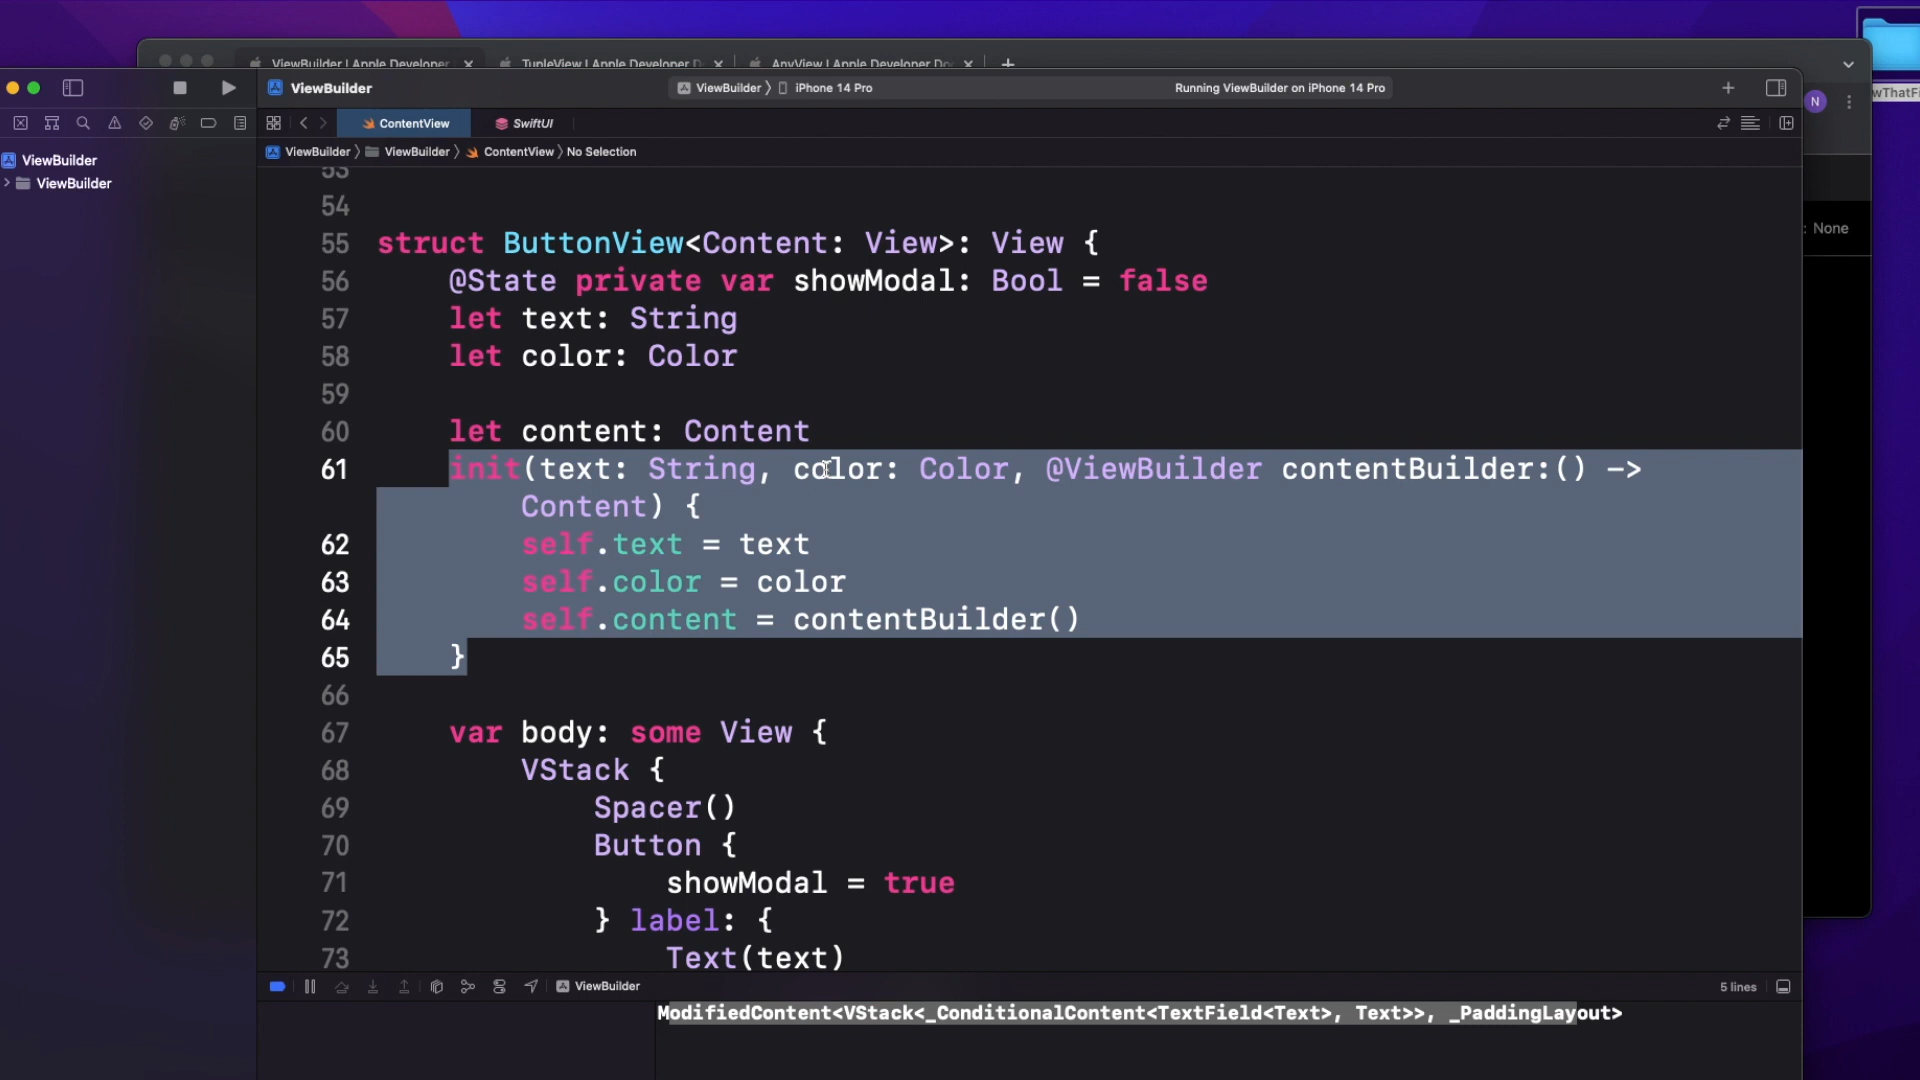 ViewBuilder | Apple Developer
TupleView | Apple Developer D
AnyView | Apple Developer Doc
ViewBuilder
ViewBuilder
iPhone 14 Pro
Running ViewBuilder on iPhone 14 Pro
N
wThatFi
ContentView
SwiftUI
ViewBuilder
ViewBuilder
ContentView
No Selection
ViewBuilder
ViewBuilder
: None
53
54
55 struct ButtonView<Content: View>: View {
56 @State private var showModal: Bool = false
57 let text: String
58 let color: Color
59
60 let content: Content
61 init(text: String, color: Color, @ViewBuilder contentBuilder:() ->
Content) {
62 self.text = text
63 self.color = color
64 self.content = contentBuilder()
65 }
66
67 var body: some View {
68 VStack {
69 Spacer()
70 Button {
71 showModal = true
72 } label: {
73 Text(text)
ViewBuilder
5 lines
ModifiedContent<VStack<_ConditionalContent<TextField<Text>, Text>>, _PaddingLayout>